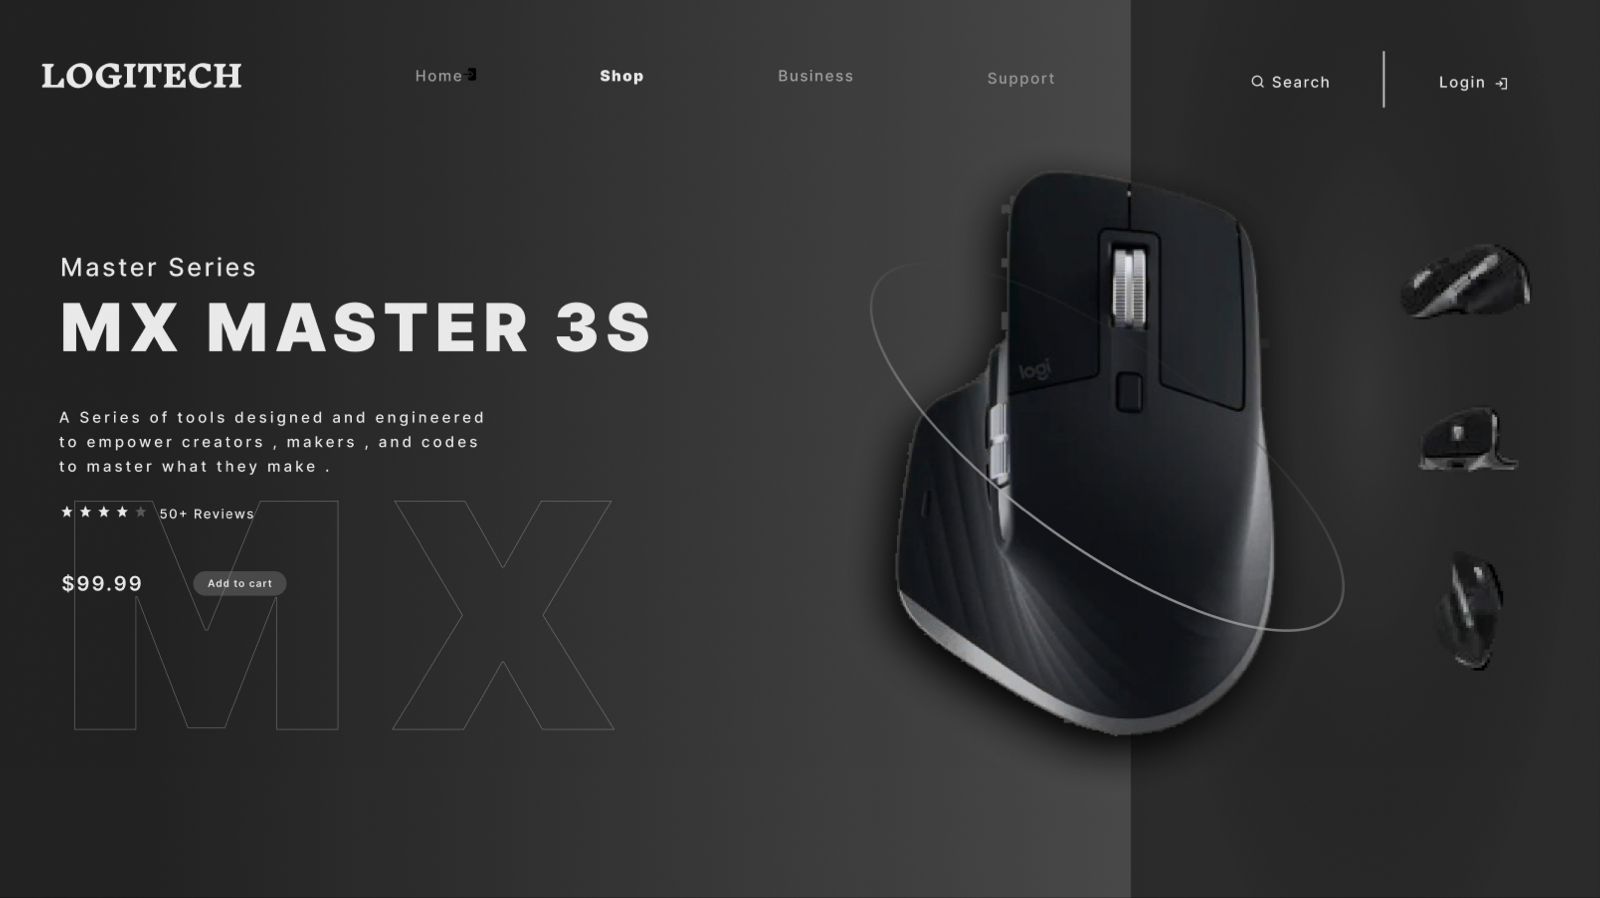 LOGITECH
Home
Shop
Business
Support
Search
Login
Master Series
MX MASTER 3S
A Series of tools designed and engineered
to empower creators , makers , and codes
to master what they make .
50+ Reviews
$99.99
Add to cart
MX
logi